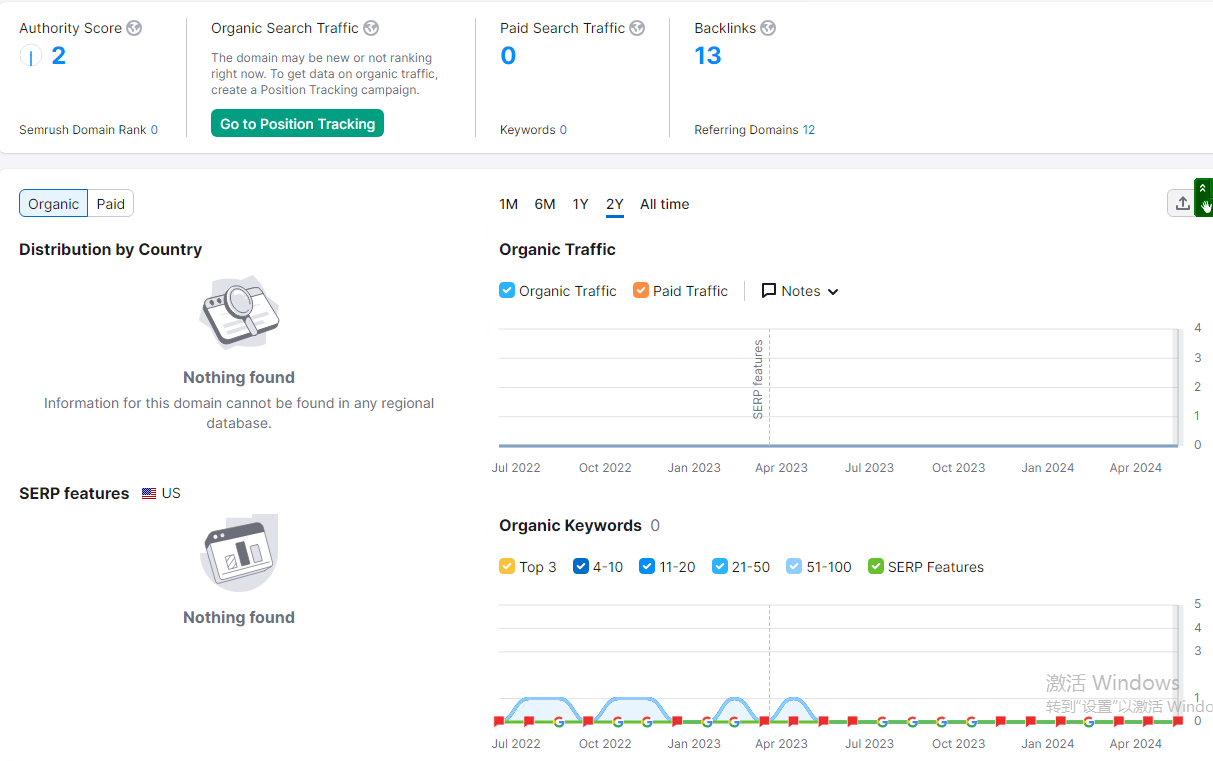 Authority Score
2
Semrush Domain Rank 0
Organic Search Traffic
The domain may be new or not ranking
right now. To get data on organic traffic,
create a Position Tracking campaign.
Go to Position Tracking
Paid Search Traffic
0
Keywords 0
Backlinks
13
Referring Domains 12
Organic Paid
1M 6M 1Y 2Y All time
Distribution by Country
Nothing found
Information for this domain cannot be found in any regional
database.
SERP features US
Nothing found
Organic Traffic
Organic Traffic Paid Traffic Notes
SERP features
4
3
2
1
0
Jul 2022 Oct 2022 Jan 2023 Apr 2023 Jul 2023 Oct 2023 Jan 2024 Apr 2024
Organic Keywords 0
Top 3 4-10 11-20 21-50 51-100 SERP Features
5
4
3
1
0
Jul 2022 Oct 2022 Jan 2023 Apr 2023 Jul 2023 Oct 2023 Jan 2024 Apr 2024
激活 Windows
转到“设置”以激活 Windo